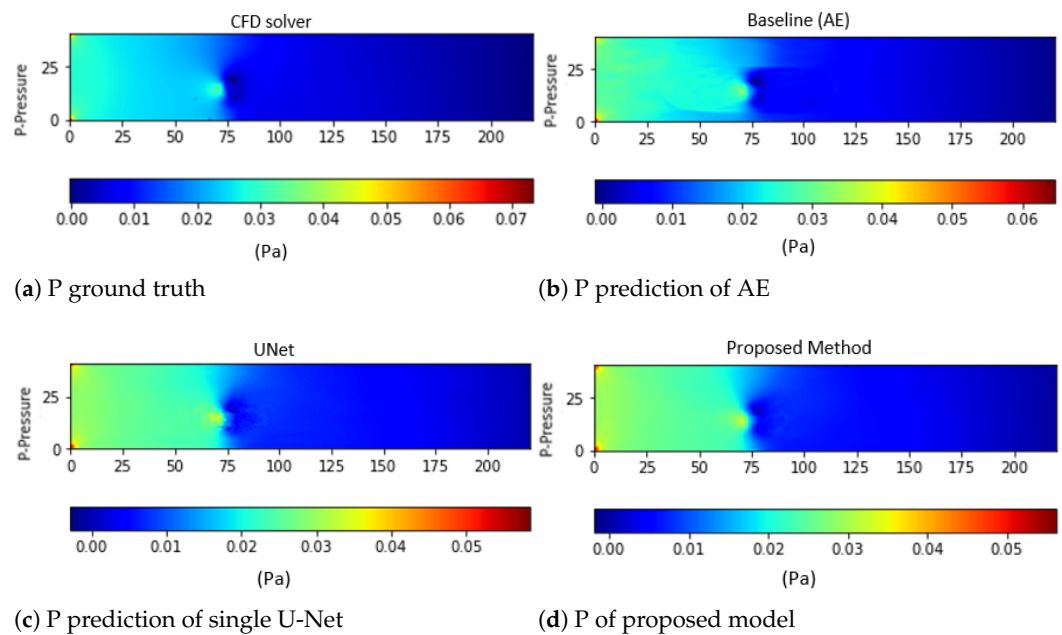 CFD solver
P-Pressure
25
0
0 25 50 75 100 125 150 175 200
0.00 0.01 0.02 0.03 0.04 0.05 0.06 0.07
(Pa)
(a) P ground truth
Baseline (AE)
P-Pressure
25
0
0 25 50 75 100 125 150 175 200
0.00 0.01 0.02 0.03 0.04 0.05 0.06
(Pa)
(b) P prediction of AE
UNet
P-Pressure
25
0
0 25 50 75 100 125 150 175 200
0.00 0.01 0.02 0.03 0.04 0.05
(Pa)
(c) P prediction of single U-Net
Proposed Method
P-Pressure
25
0
0 25 50 75 100 125 150 175 200
0.00 0.01 0.02 0.03 0.04 0.05
(Pa)
(d) P of proposed model